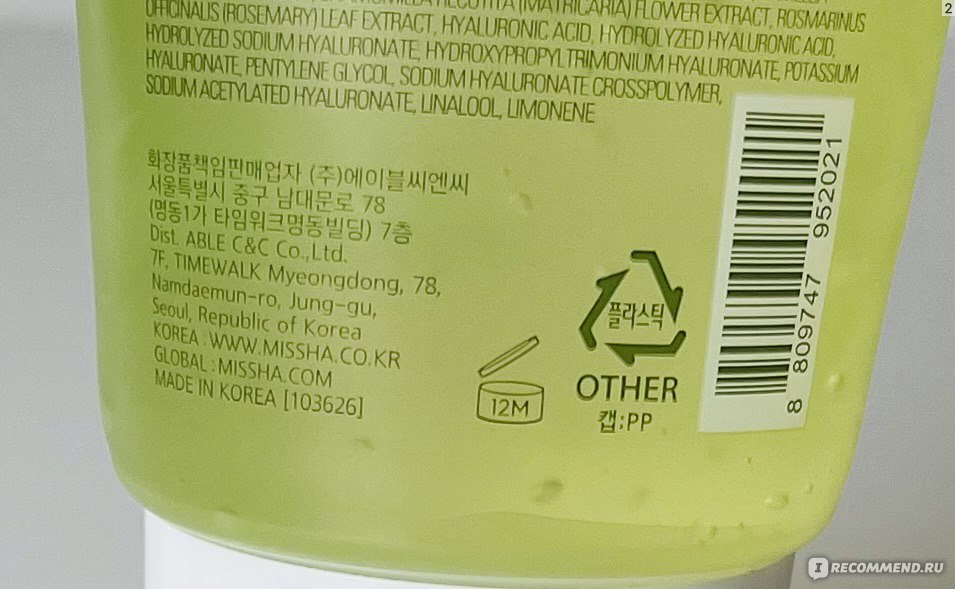 FLOWER EXTRACT, ROSMARINUS
OFFICINALIS (ROSEMARY) LEAF EXTRACT, HYALURONIC ACID, HYDROLYZED HYALURONIC ACID,
HYDROLYZED SODIUM HYALURONATE, HYDROXYPROPYLTRIMONIUM HYALURONATE, POTASSIUM
HYALURONATE, PENTYLENE GLYCOL, SODIUM HYALURONATE CROSSPOLYMER,
SODIUM ACETYLATED HYALURONATE, LINALOOL, LIMONENE
화장품책임판매업자 (주)에이블씨엔씨
서울특별시 중구 남대문로 78
(명동1가 타임워크명동빌딩) 7층
Dist. ABLE C&C Co.,Ltd.
7F, TIMEWALK Myeongdong, 78,
Namdaemun-ro, Jung-gu,
Seoul, Republic of Korea
KOREA : WWW.MISSHA.CO.KR
GLOBAL : MISSHA.COM
MADE IN KOREA [103626]
12M
플라스틱
OTHER
캡:PP
8 809747 952021
2
IRECOMMEND.RU